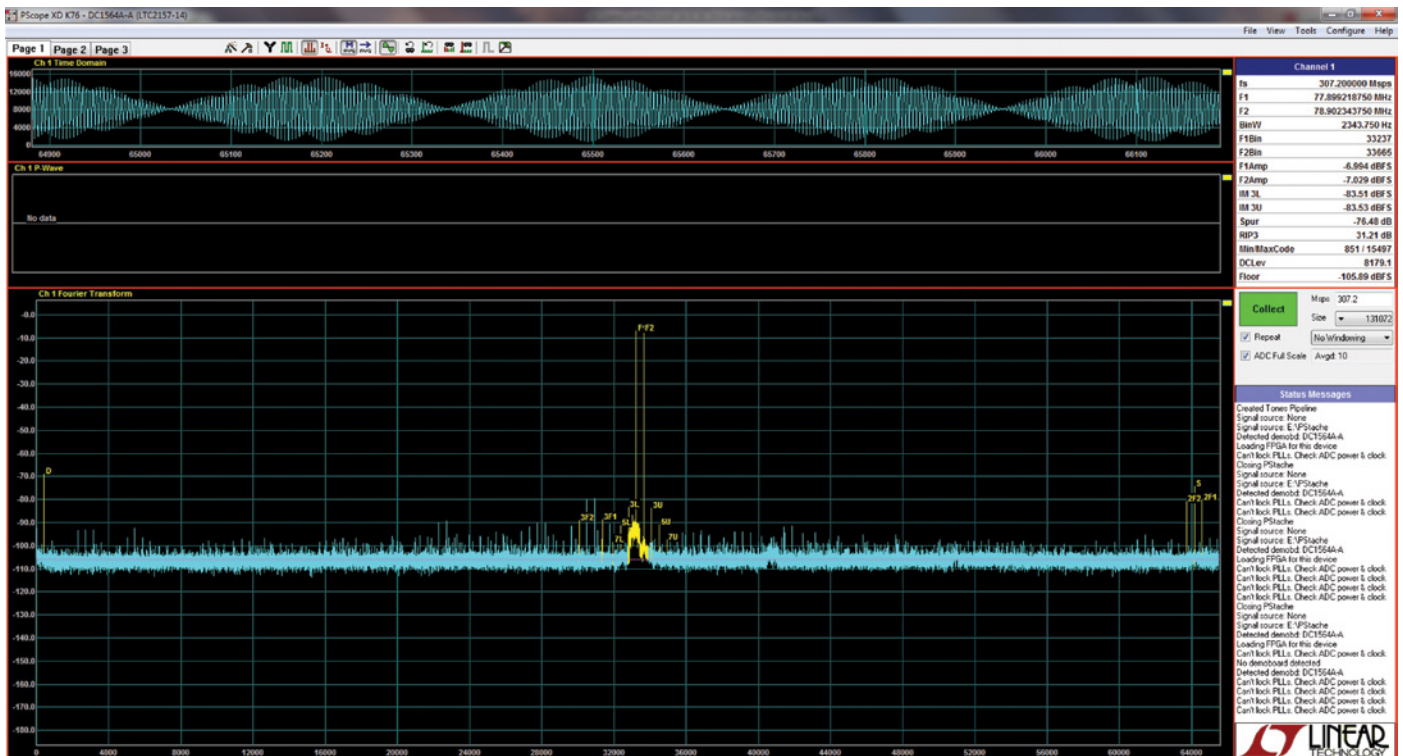 PScope XD K76 - DC1564A-A (LTC2157-14)
File View Tools Configure Help
Page 1 Page 2 Page 3
Ch 1 Time Domain
16000
12000
8000
4000
0
64900 65000 65100 65200 65300 65400 65500 65600 65700 65800 65900 66000 66100
Ch 1 P-Wave
No data
Ch 1 Fourier Transform
-0.0
-10.0
-20.0
-30.0
-40.0
-50.0
-60.0
-70.0
-80.0
-90.0
-100.0
-110.0
-120.0
-130.0
-140.0
-150.0
-160.0
-170.0
-180.0
D
F F2
3F2 3F1 5L 7L 3L 3U 5U 7U
S
2F2 2F1
0 4000 8000 12000 16000 20000 24000 28000 32000 36000 40000 44000 48000 52000 56000 60000 64000
Channel 1
fs 307.200000 Msps
F1 77.899218750 MHz
F2 78.902343750 MHz
BinW 2343.750 Hz
F1Bin 33237
F2Bin 33665
F1Amp -6.994 dBFS
F2Amp -7.029 dBFS
IM 3L -83.51 dBFS
IM 3U -83.53 dBFS
Spur -76.48 dB
RIP3 31.21 dB
Min/MaxCode 851 / 15497
DCLev 8179.1
Floor -105.89 dBFS
Collect
Msps 307.2
Size 131072
Repeat No Windowing
ADC Full Scale Avgd: 10
Status Messages
Created Tones Pipeline
Signal source: None
Signal source: E:\PStache
Detected demobd: DC1564A-A
Loading FPGA for this device
Can't lock PLLs. Check ADC power & clock.
Closing PStache
Signal source: None
Signal source: E:\PStache
Detected demobd: DC1564A-A
Can't lock PLLs. Check ADC power & clock.
Can't lock PLLs. Check ADC power & clock.
Closing PStache
Signal source: None
Signal source: E:\PStache
Detected demobd: DC1564A-A
Loading FPGA for this device
Can't lock PLLs. Check ADC power & clock.
Can't lock PLLs. Check ADC power & clock.
Can't lock PLLs. Check ADC power & clock.
Can't lock PLLs. Check ADC power & clock.
Closing PStache
Signal source: None
Signal source: E:\PStache
Detected demobd: DC1564A-A
Loading FPGA for this device
Can't lock PLLs. Check ADC power & clock.
No demoboard detected
Detected demobd: DC1564A-A
Can't lock PLLs. Check ADC power & clock.
Can't lock PLLs. Check ADC power & clock.
Can't lock PLLs. Check ADC power & clock.
Can't lock PLLs. Check ADC power & clock.
LINEAR
TECHNOLOGY